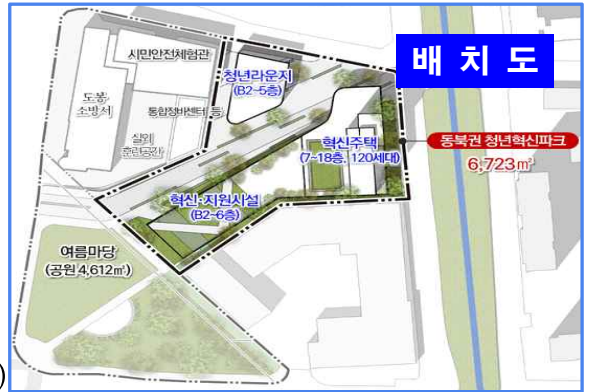 배 치 도
시민안전체험관
청년라운지
(B2~5층)
도봉
소방서
통합정비센터 등
실외
훈련공간
혁신주택
(7~18층, 120세대)
동북권 청년혁신파크
6,723㎡
혁신·지원시설
(B2~6층)
여름마당
(공원 4,612㎡)
)